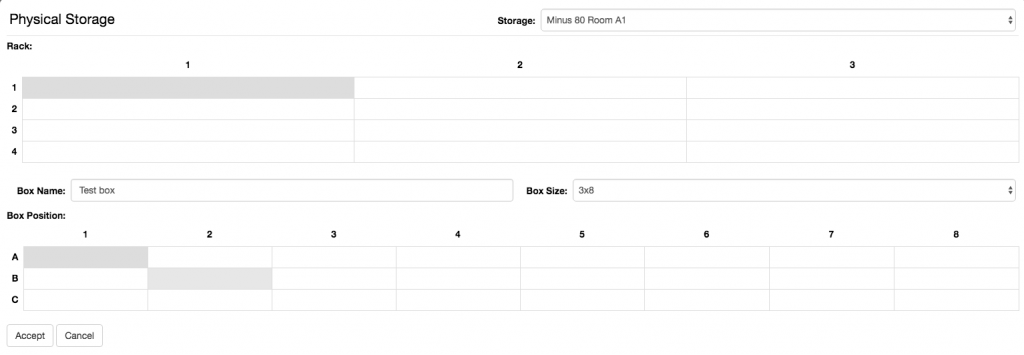 Physical Storage Storage: Minus 80 Room A1
Rack:
1 2 3
1
2
3
4
Box Name: Test box Box Size: 3x8
Box Position:
1 2 3 4 5 6 7 8
A
B
C
Accept Cancel